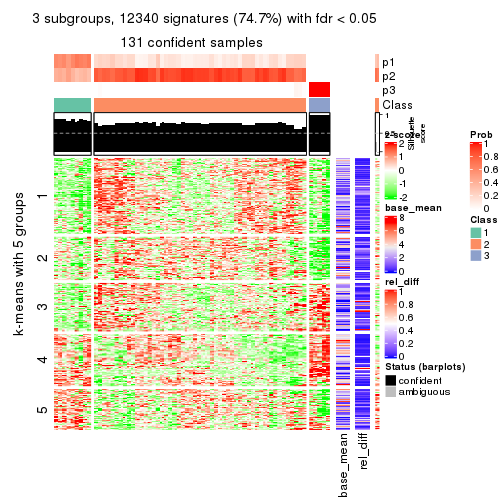 3 subgroups, 12340 signatures (74.7%) with fdr < 0.05
131 confident samples
p1
p2
p3
Class
1
Silhouette
score
k-means with 5 groups
1
2
3
4
5
base_mean
rel_diff
z_score
2
1
0
-1
-2
base_mean
8
6
4
2
0
rel_diff
1
0.8
0.6
0.4
0.2
0
Status (barplots)
confident
ambiguous
Prob
1
0.8
0.6
0.4
0.2
0
Class
1
2
3